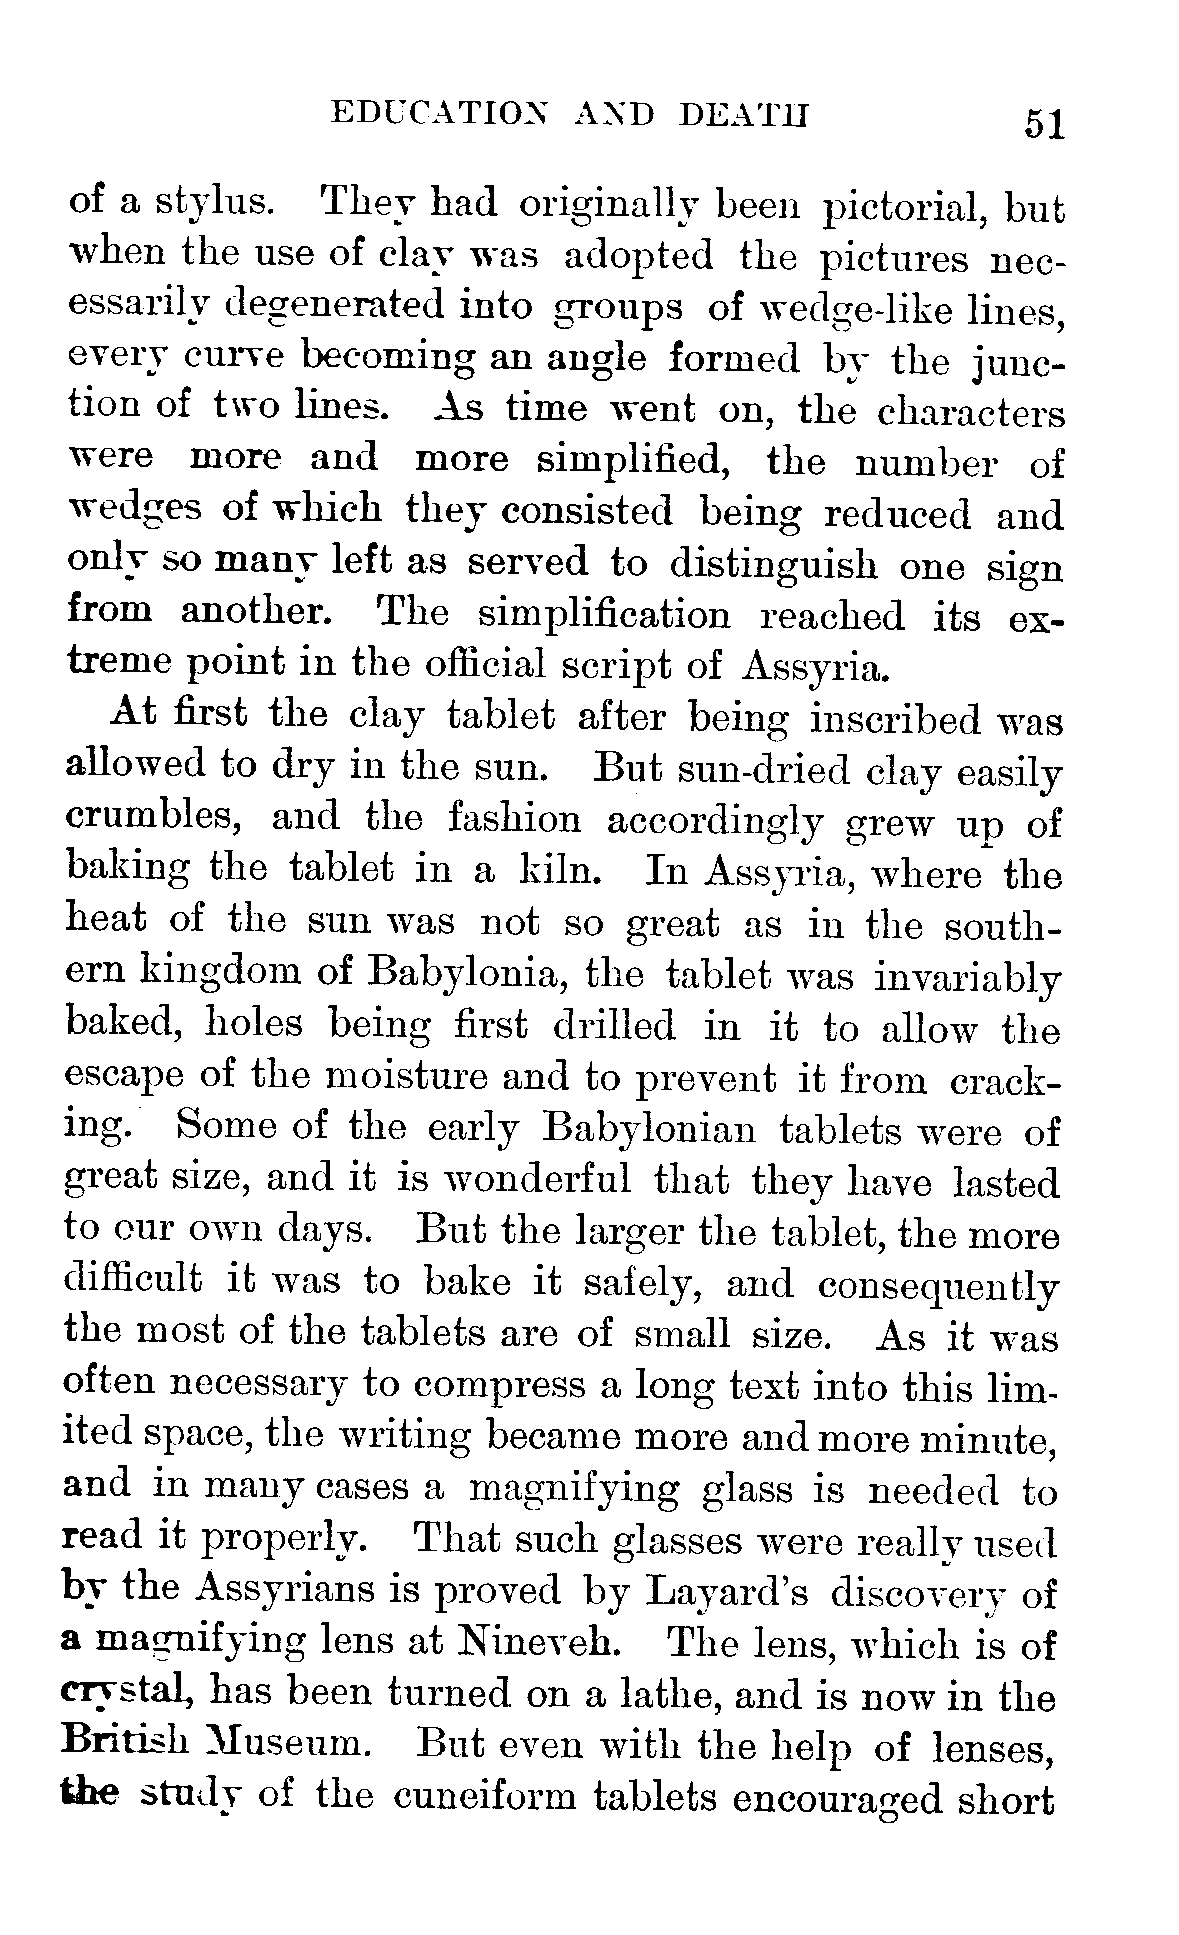 EDUCATION AND DEATH 51
of a stylus. They had originally been pictorial, but
when the use of clay was adopted the pictures nec-
essarily degenerated into groups of wedge-like lines,
every curve becoming an angle formed by the junc-
tion of two lines. As time went on, the characters
were more and more simplified, the number of
wedges of which they consisted being reduced and
only so many left as served to distinguish one sign
from another. The simplification reached its ex-
treme point in the official script of Assyria.
At first the clay tablet after being inscribed was
allowed to dry in the sun. But sun-dried clay easily
crumbles, and the fashion accordingly grew up of
baking the tablet in a kiln. In Assyria, where the
heat of the sun was not so great as in the south-
ern kingdom of Babylonia, the tablet was invariably
baked, holes being first drilled in it to allow the
escape of the moisture and to prevent it from crack-
ing. Some of the early Babylonian tablets were of
great size, and it is wonderful that they have lasted
to our own days. But the larger the tablet, the more
difficult it was to bake it safely, and consequently
the most of the tablets are of small size. As it was
often necessary to compress a long text into this lim-
ited space, the writing became more and more minute,
and in many cases a magnifying glass is needed to
read it properly. That such glasses were really used
by the Assyrians is proved by Layard's discovery of
a magnifying lens at Nineveh. The lens, which is of
crystal, has been turned on a lathe, and is now in the
British Museum. But even with the help of lenses,
the study of the cuneiform tablets encouraged short